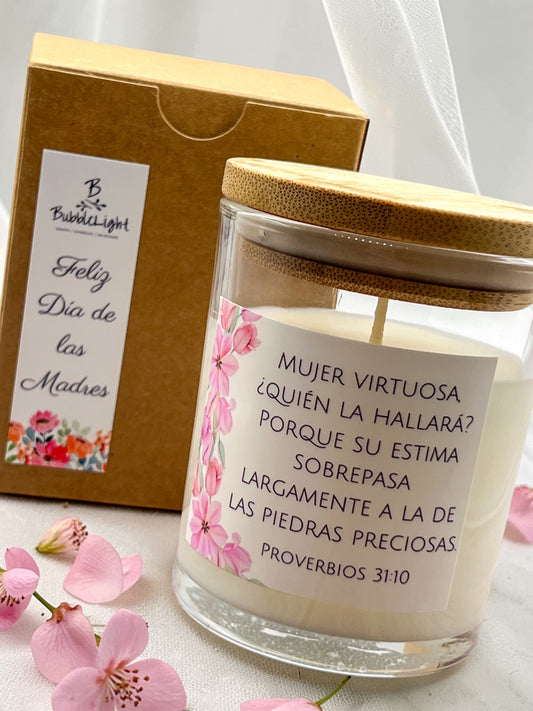 B
BubbleLight
Feliz
Día de
las
Madres
MUJER VIRTUOSA,
¿QUIÉN LA HALLARÁ?
PORQUE SU ESTIMA
SOBREPASA
LARGAMENTE A LA DE
LAS PIEDRAS PRECIOSAS.
PROVERBIOS 31:10